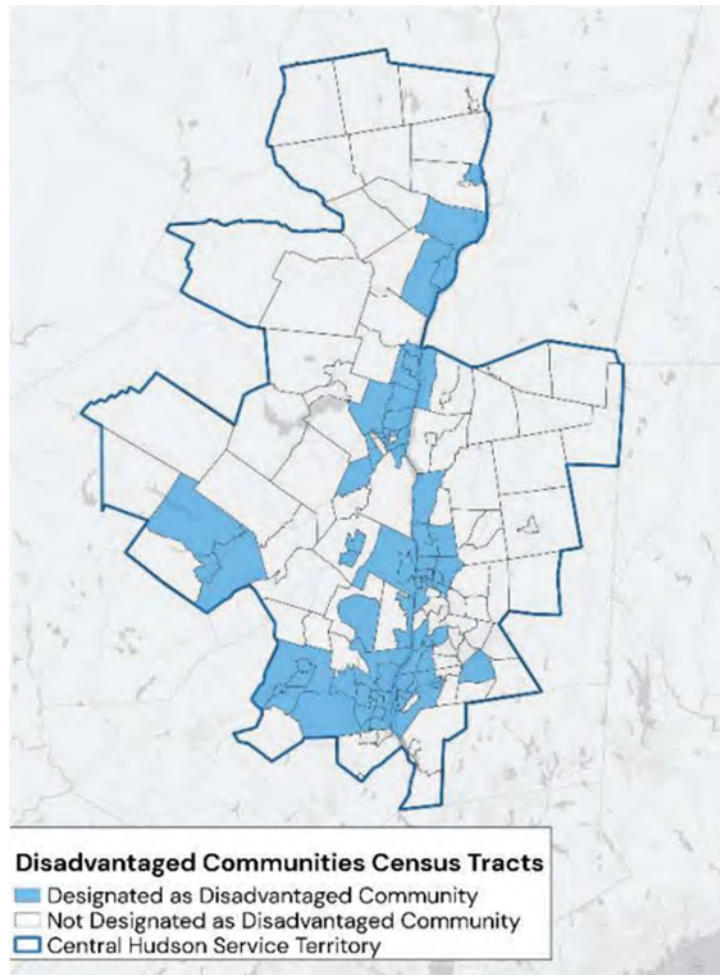 Disadvantaged Communities Census Tracts
Designated as Disadvantaged Community
Not Designated as Disadvantaged Community
Central Hudson Service Territory